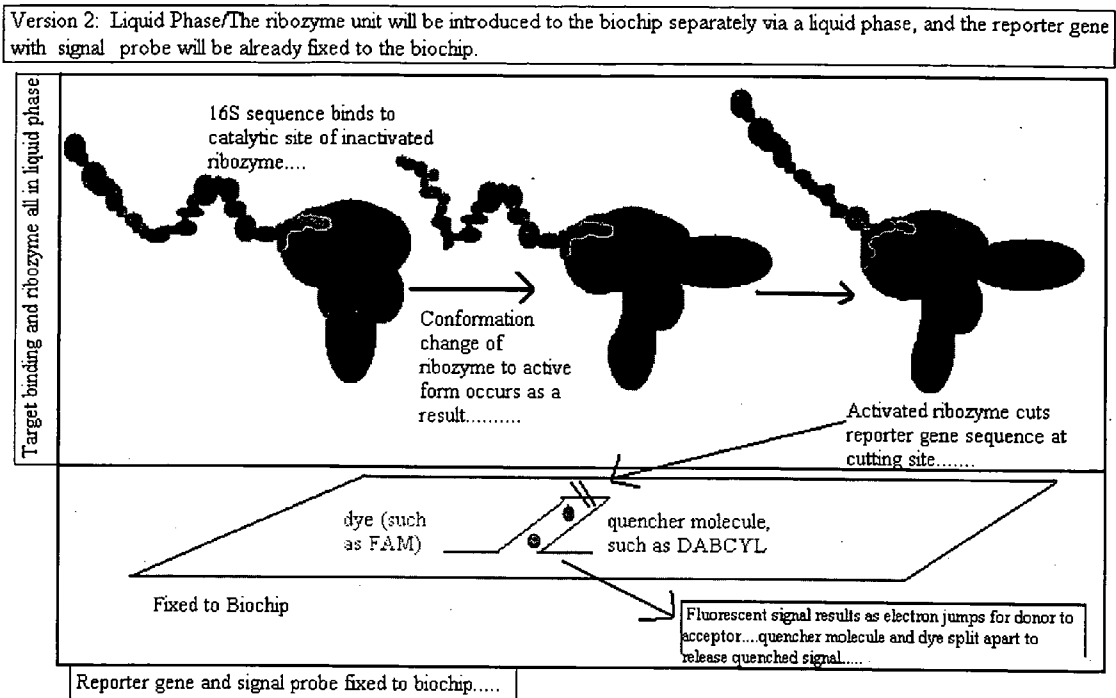 Version 2: Liquid Phase/The ribozyme unit will be introduced to the biochip separately via a liquid phase, and the reporter gene
with signal probe will be already fixed to the biochip.
Target binding and ribozyme all in liquid phase
16S sequence binds to
catalytic site of inactivated
ribozyme....
Conformation
change of
ribozyme to active
form occurs as a
result..........
Activated ribozyme cuts
reporter gene sequence at
cutting site.......
dye (such
as FAM)
quencher molecule,
such as DABCYL
Fixed to Biochip
Fluorescent signal results as electron jumps for donor to
acceptor....quencher molecule and dye split apart to
release quenched signal.....
Reporter gene and signal probe fixed to biochip.....